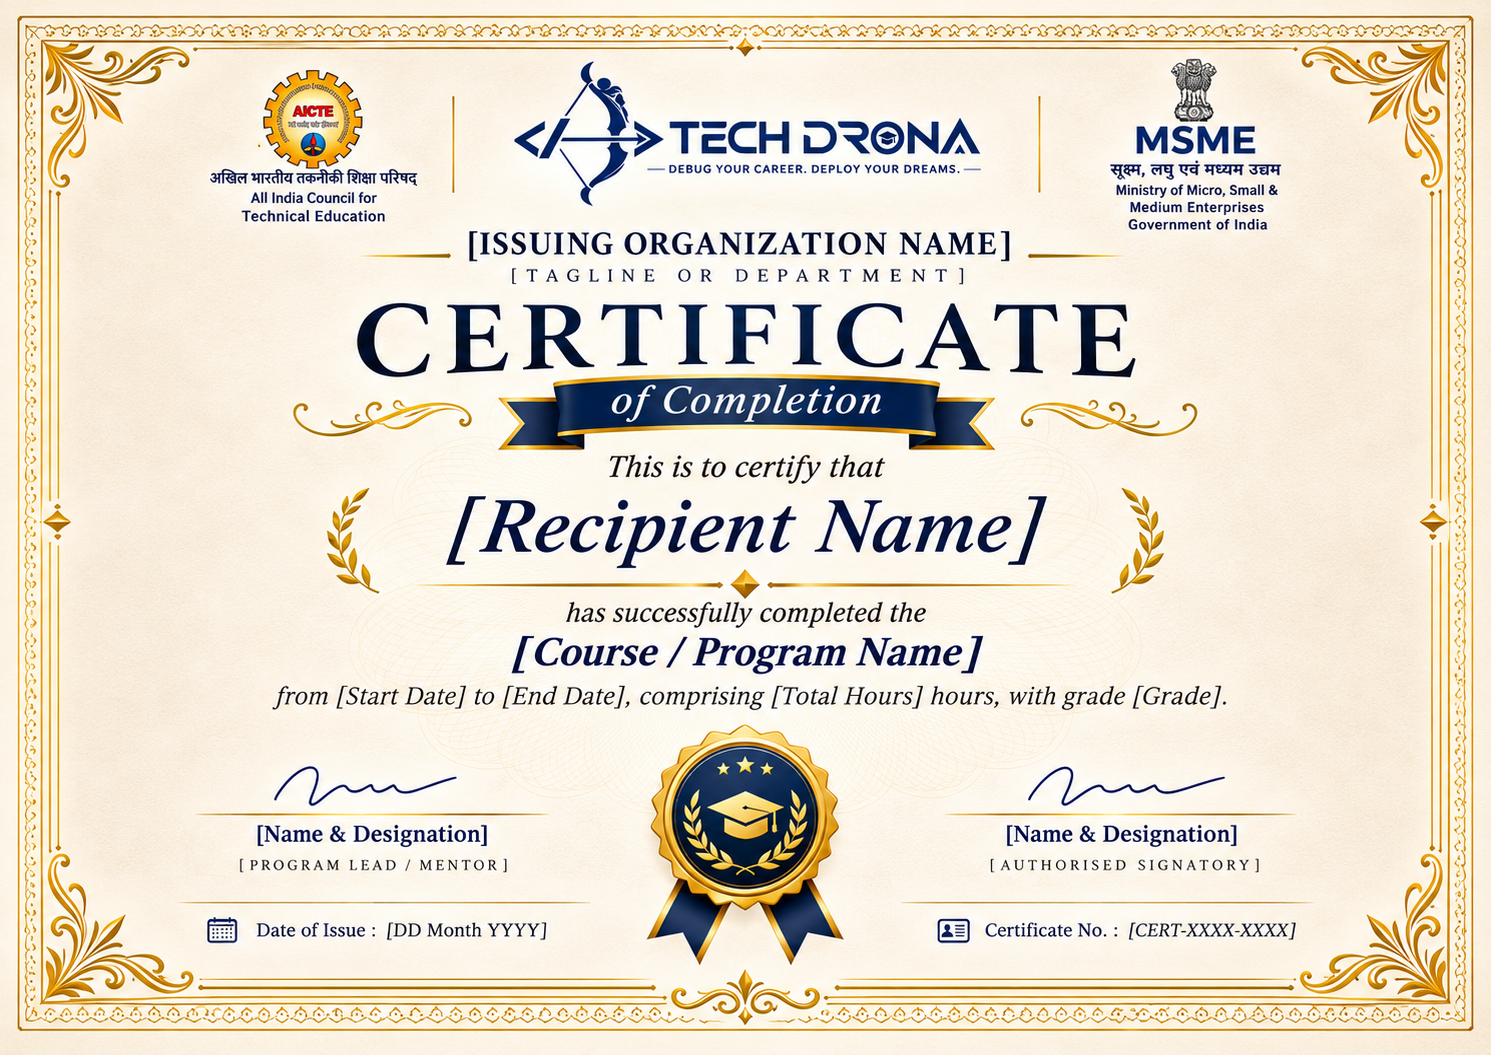 AICTE
अखिल भारतीय तकनीकी शिक्षा परिषद्
All India Council for
Technical Education
</>
TECH DRONA
DEBUG YOUR CAREER. DEPLOY YOUR DREAMS.
MSME
सूक्ष्म, लघु एवं मध्यम उद्यम
Ministry of Micro, Small &
Medium Enterprises
Government of India
[ISSUING ORGANIZATION NAME]
[TAGLINE OR DEPARTMENT]
CERTIFICATE
of Completion
This is to certify that
[Recipient Name]
has successfully completed the
[Course / Program Name]
from [Start Date] to [End Date], comprising [Total Hours] hours, with grade [Grade].
[Name & Designation]
[PROGRAM LEAD / MENTOR]
[Name & Designation]
[AUTHORISED SIGNATORY]
Date of Issue : [DD Month YYYY]
Certificate No. : [CERT-XXXX-XXXX]